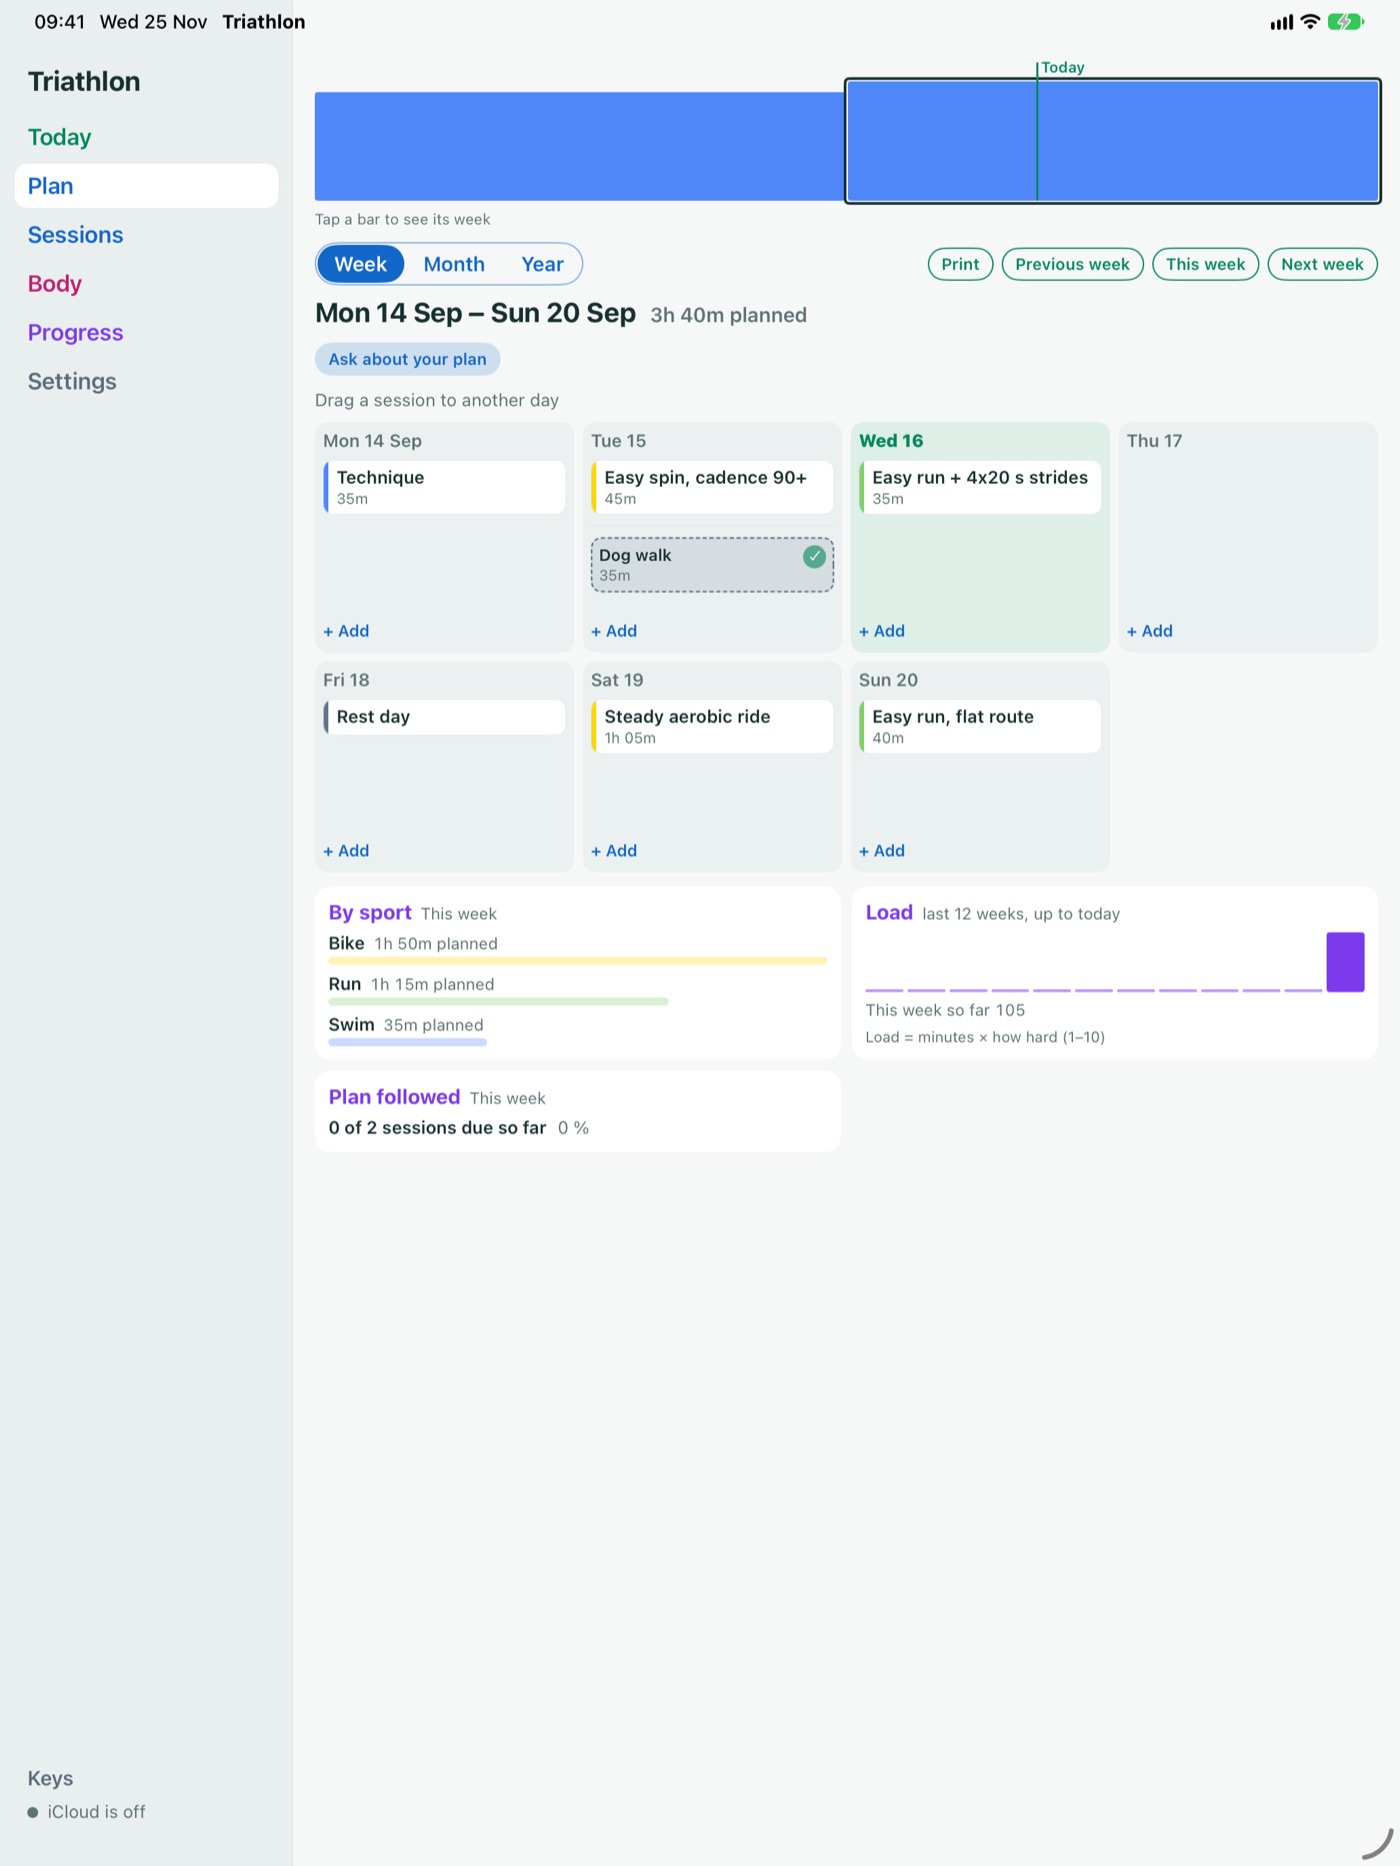 09:41 Wed 25 Nov Triathlon
Triathlon
Today
Plan
Sessions
Body
Progress
Settings
Keys
iCloud is off
Today
Tap a bar to see its week
Week Month Year
Print Previous week This week Next week
Mon 14 Sep – Sun 20 Sep 3h 40m planned
Ask about your plan
Drag a session to another day
Mon 14 Sep
Technique
35m
+ Add
Tue 15
Easy spin, cadence 90+
45m
Dog walk
35m
+ Add
Wed 16
Easy run + 4x20 s strides
35m
+ Add
Thu 17
+ Add
Fri 18
Rest day
+ Add
Sat 19
Steady aerobic ride
1h 05m
+ Add
Sun 20
Easy run, flat route
40m
+ Add
By sport This week
Bike 1h 50m planned
Run 1h 15m planned
Swim 35m planned
Load last 12 weeks, up to today
This week so far 105
Load = minutes × how hard (1–10)
Plan followed This week
0 of 2 sessions due so far 0 %